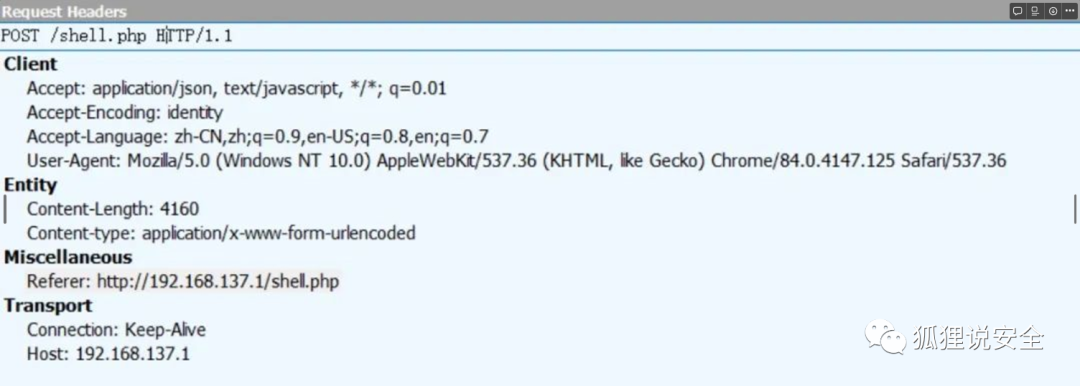 Request Headers
POST /shell.php HTTP/1.1
Client
Accept: application/json, text/javascript, */*; q=0.01
Accept-Encoding: identity
Accept-Language: zh-CN,zh;q=0.9,en-US;q=0.8,en;q=0.7
User-Agent: Mozilla/5.0 (Windows NT 10.0) AppleWebKit/537.36 (KHTML, like Gecko) Chrome/84.0.4147.125 Safari/537.36
Entity
Content-Length: 4160
Content-type: application/x-www-form-urlencoded
Miscellaneous
Referer: http://192.168.137.1/shell.php
Transport
Connection: Keep-Alive
Host: 192.168.137.1
狐狸说安全